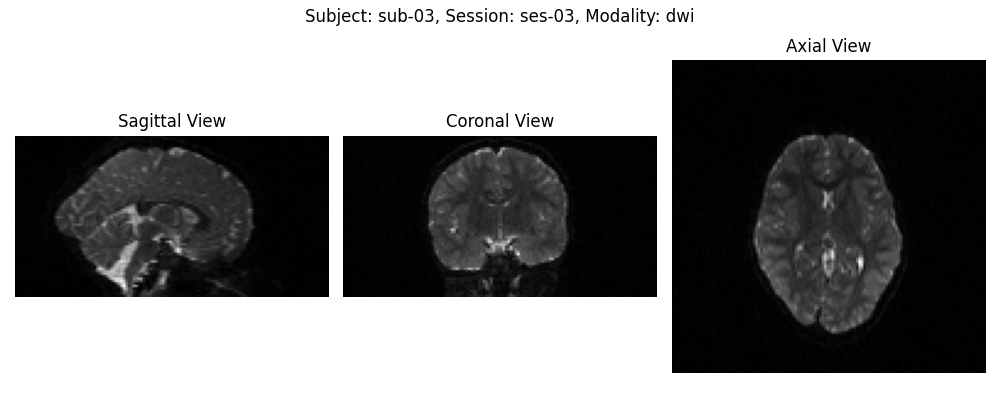 Subject: sub-03, Session: ses-03, Modality: dwi
Sagittal View
Coronal View
Axial View